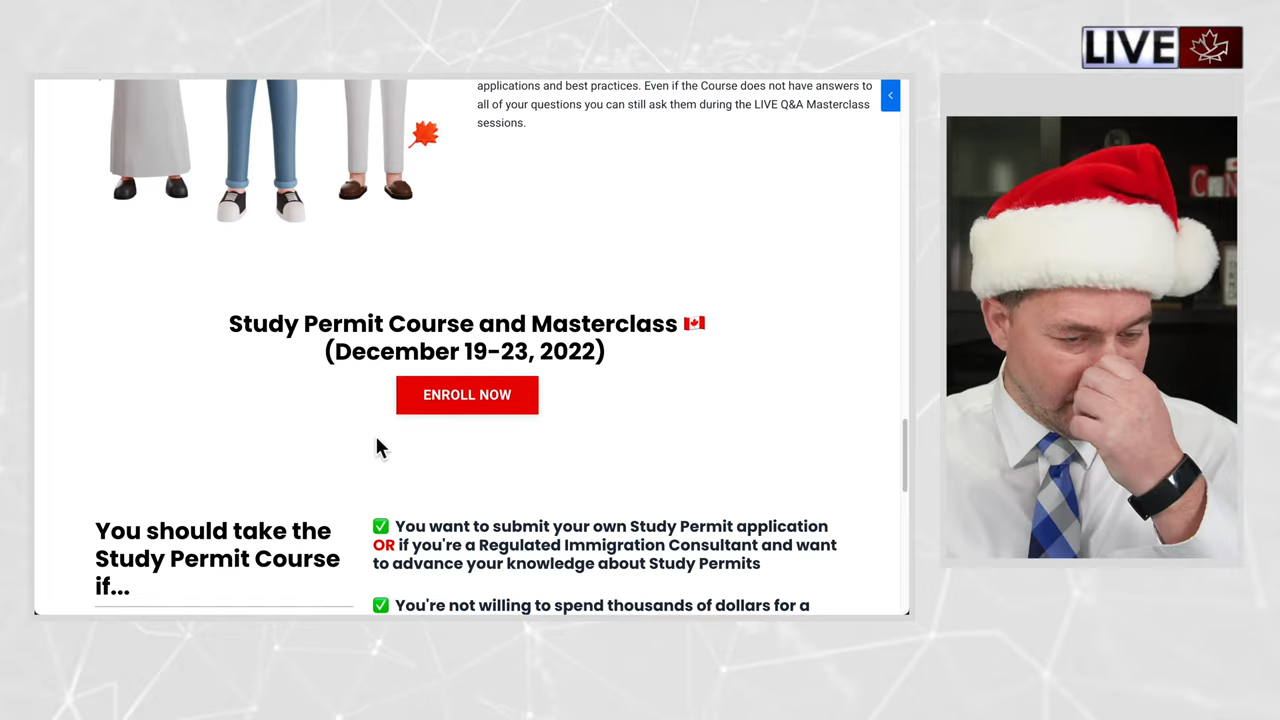 LIVE
applications and best practices. Even if the Course does not have answers to
all of your questions you can still ask them during the LIVE Q&A Masterclass
sessions.
Study Permit Course and Masterclass 🇨🇦
(December 19-23, 2022)
ENROLL NOW
You should take the
Study Permit Course
if...
✅ You want to submit your own Study Permit application
OR if you're a Regulated Immigration Consultant and want
to advance your knowledge about Study Permits
✅ You're not willing to spend thousands of dollars for a